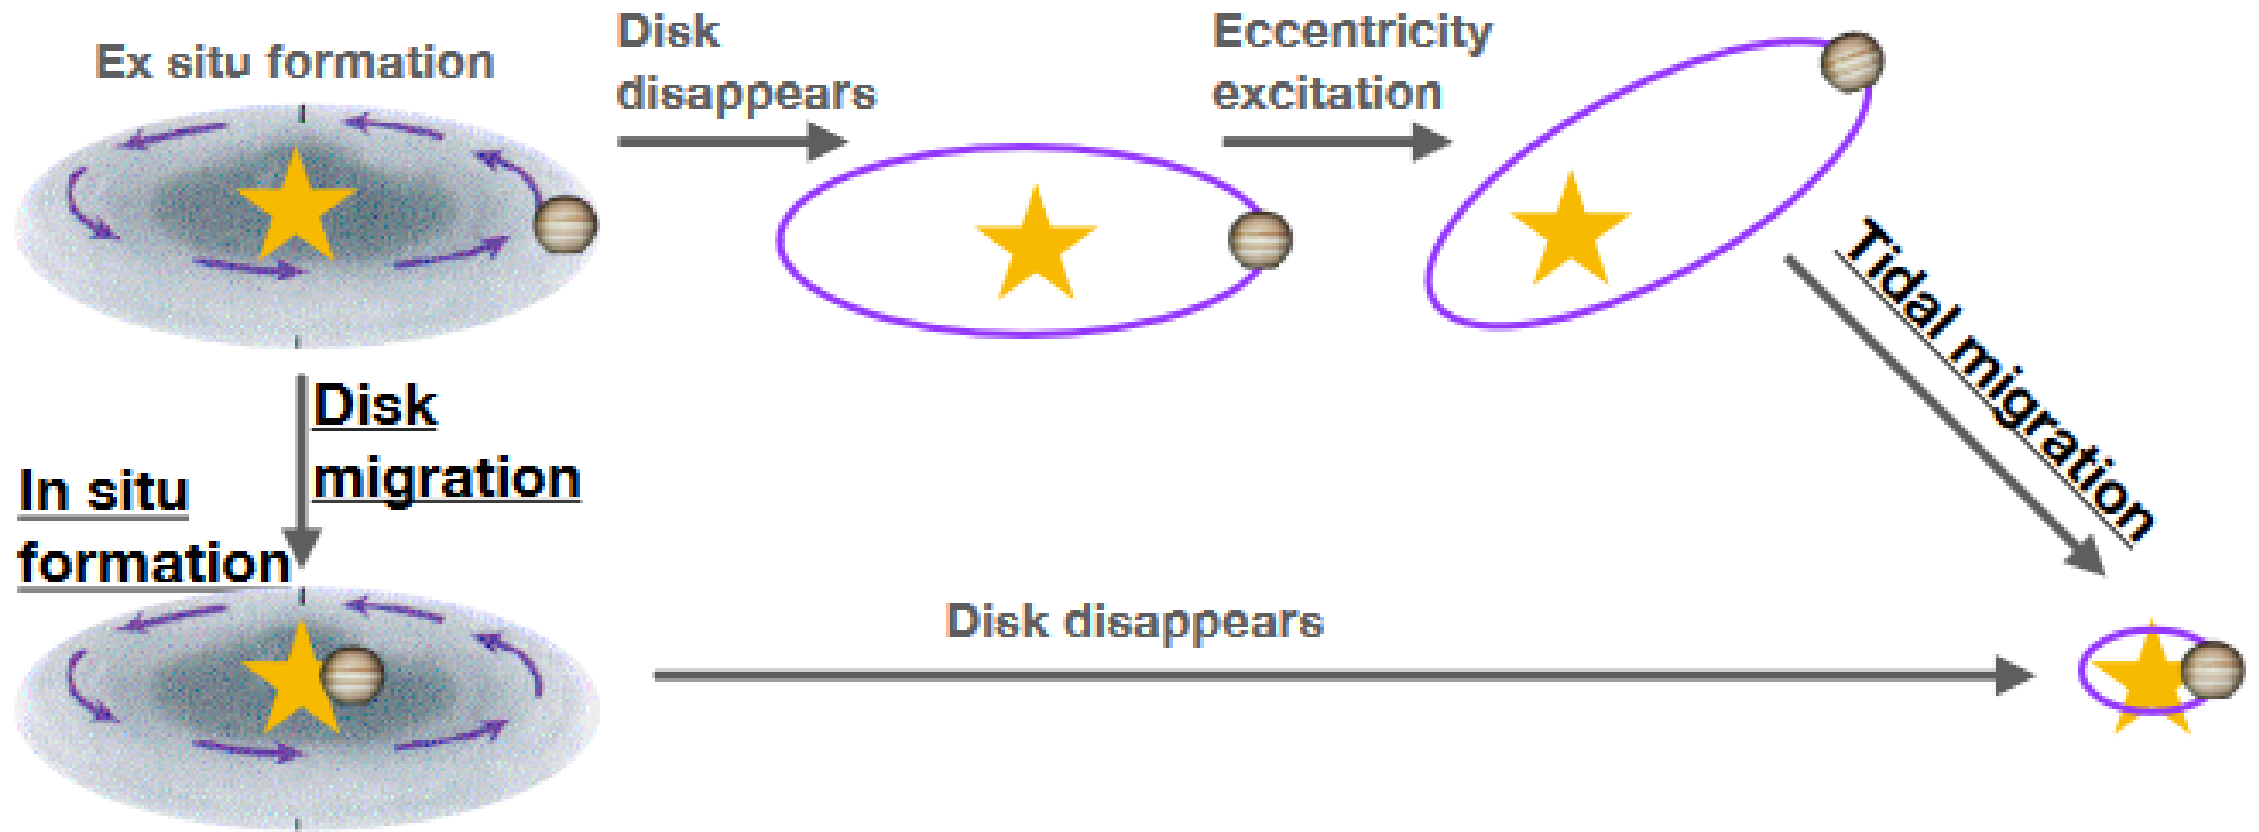 Ex situ formation
Disk
disappears
Eccentricity
excitation
Tidal migration
Disk
migration
In situ
formation
Disk disappears